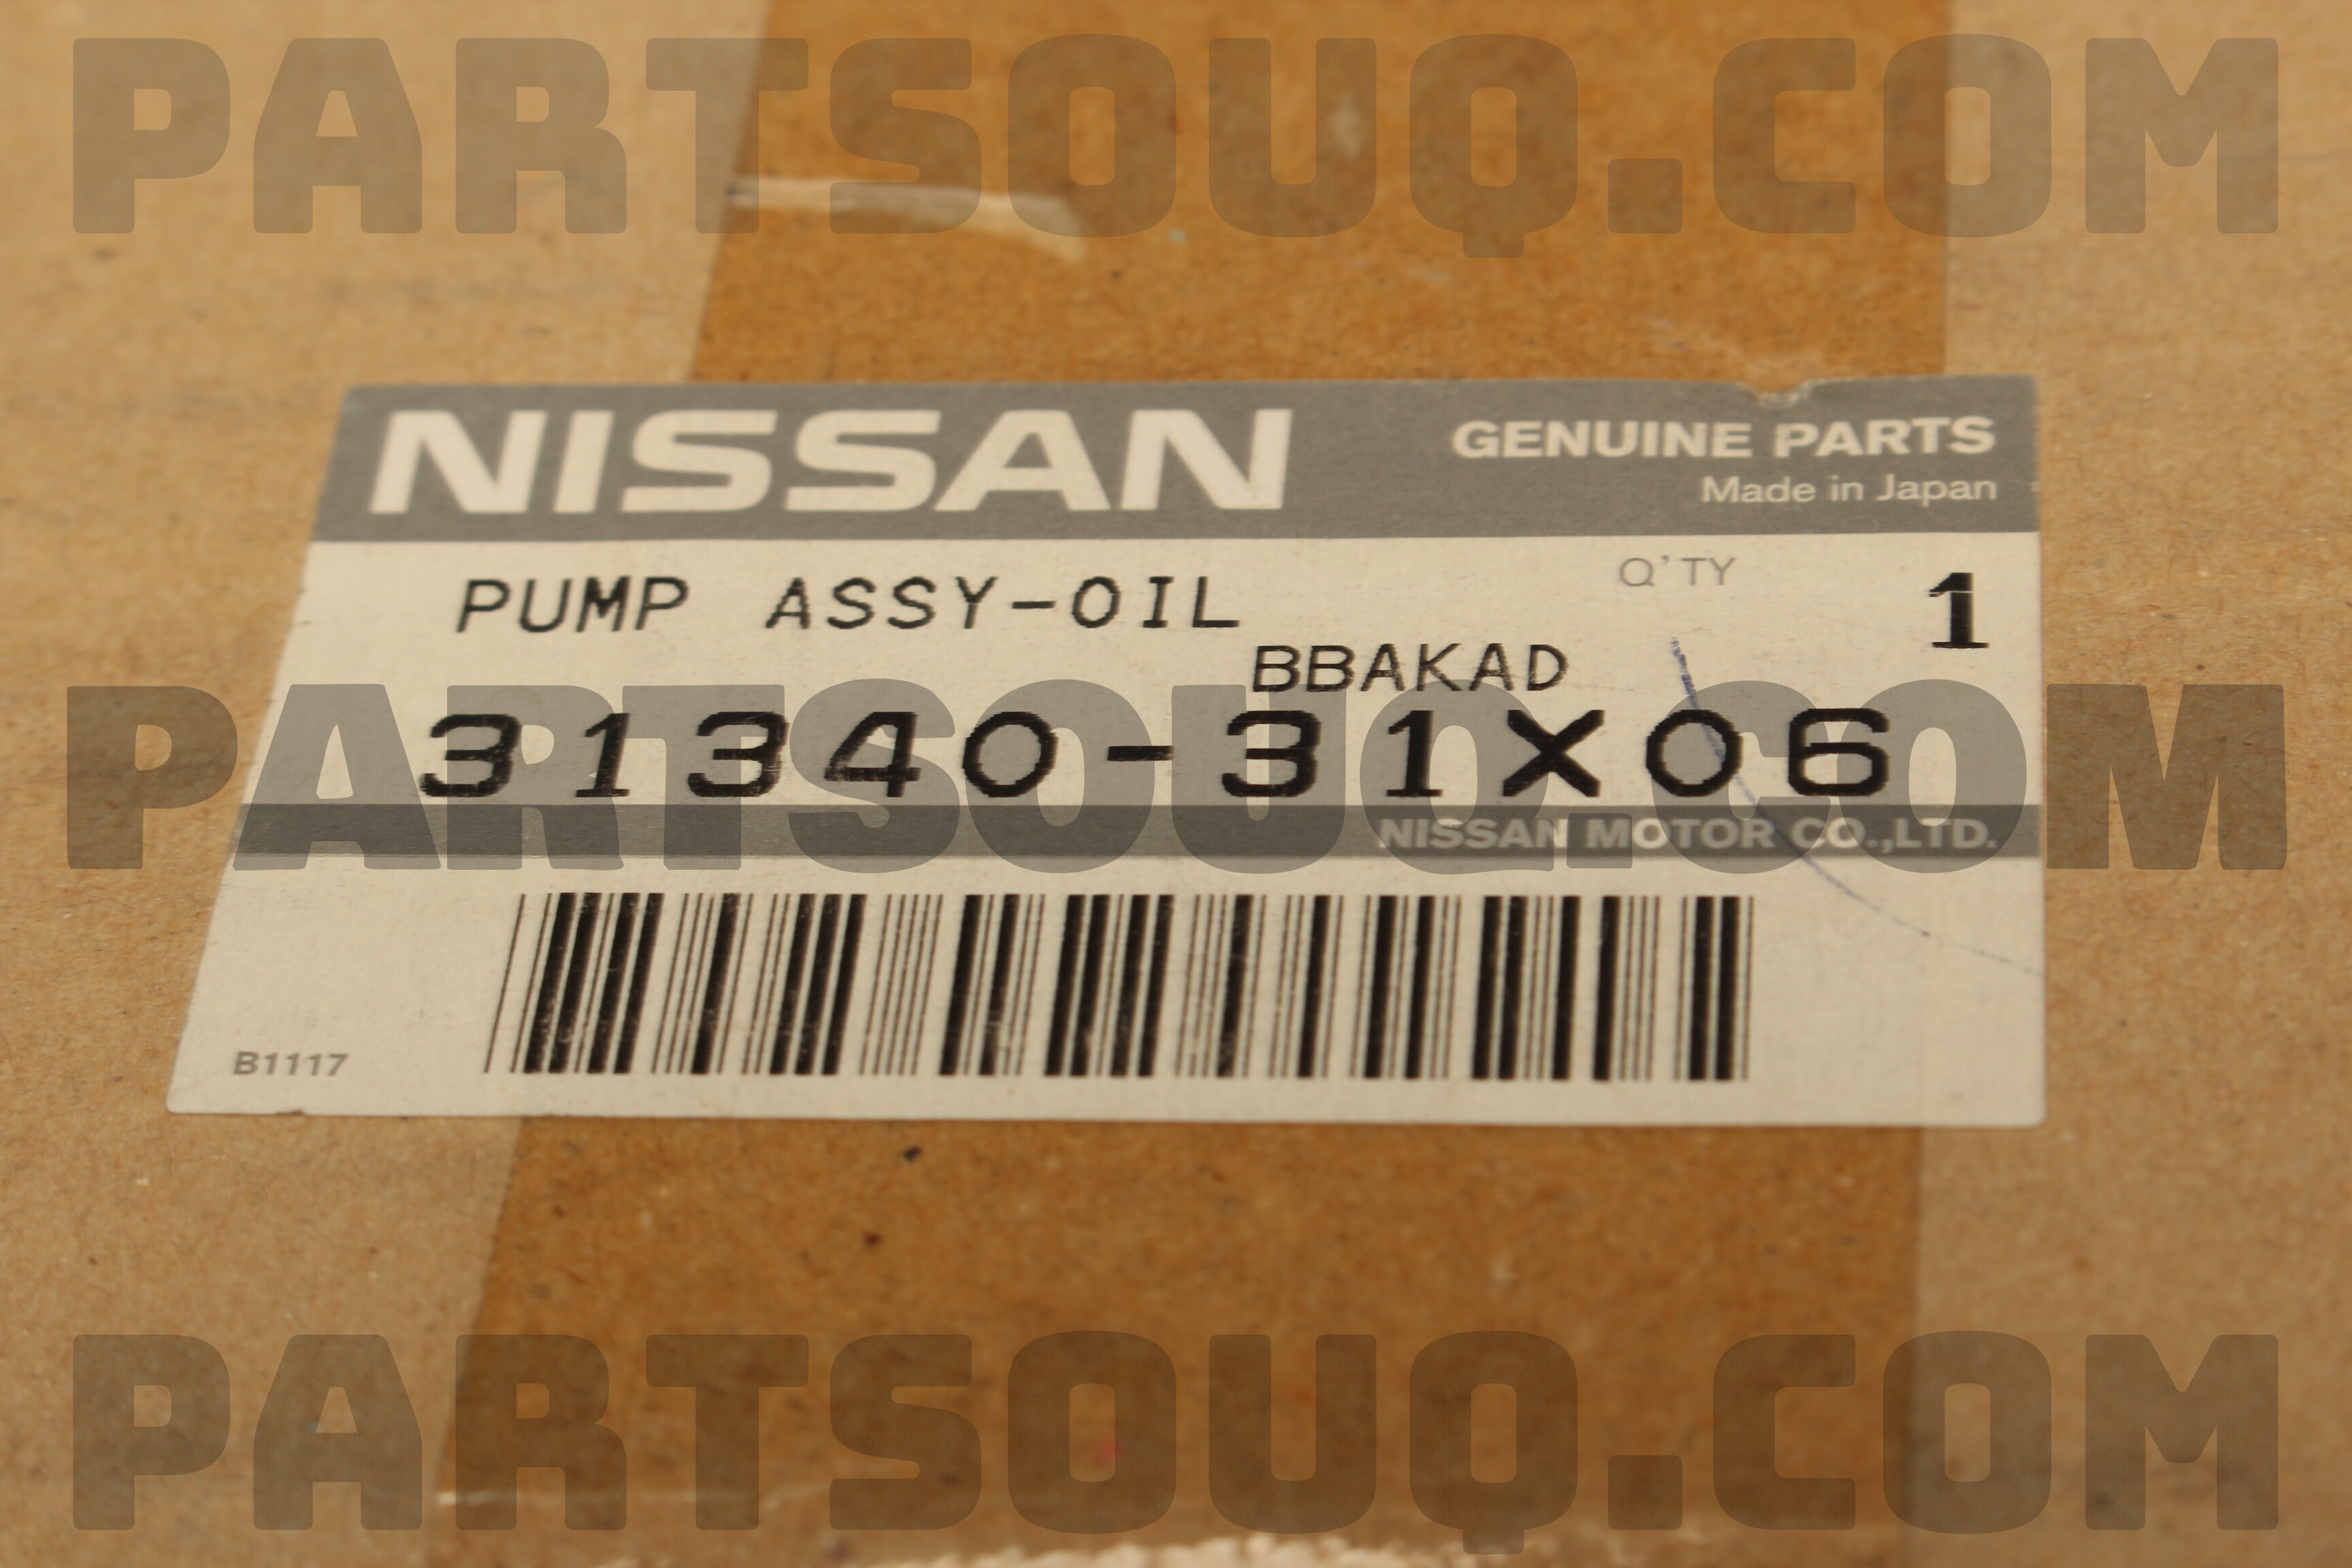 PARTSOUQ.COM
NISSAN
GENUINE PARTS
Made in Japan
PUMP ASSY-OIL
Q'TY 1
BBAKAD
31340-31X06
PARTSOUQ.COM
NISSAN MOTOR CO.,LTD.
B1117
PARTSOUQ.COM